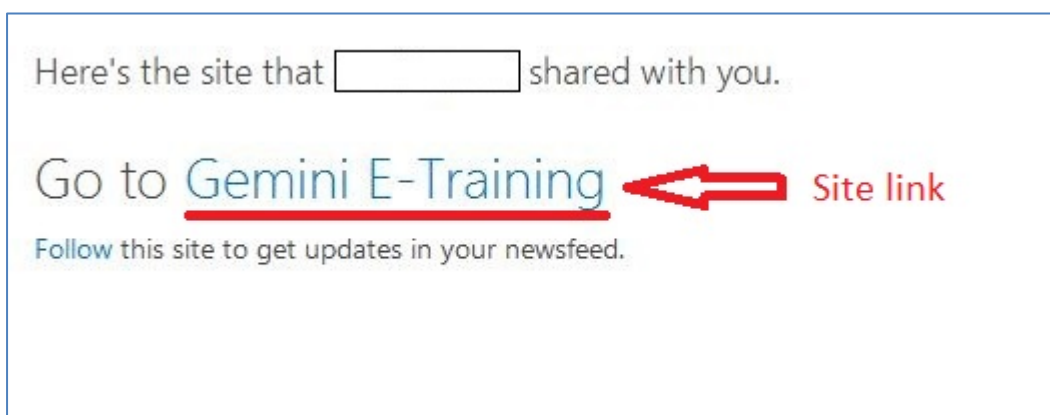 Here's the site that shared with you.
Go to Gemini E-Training Site link
Follow this site to get updates in your newsfeed.